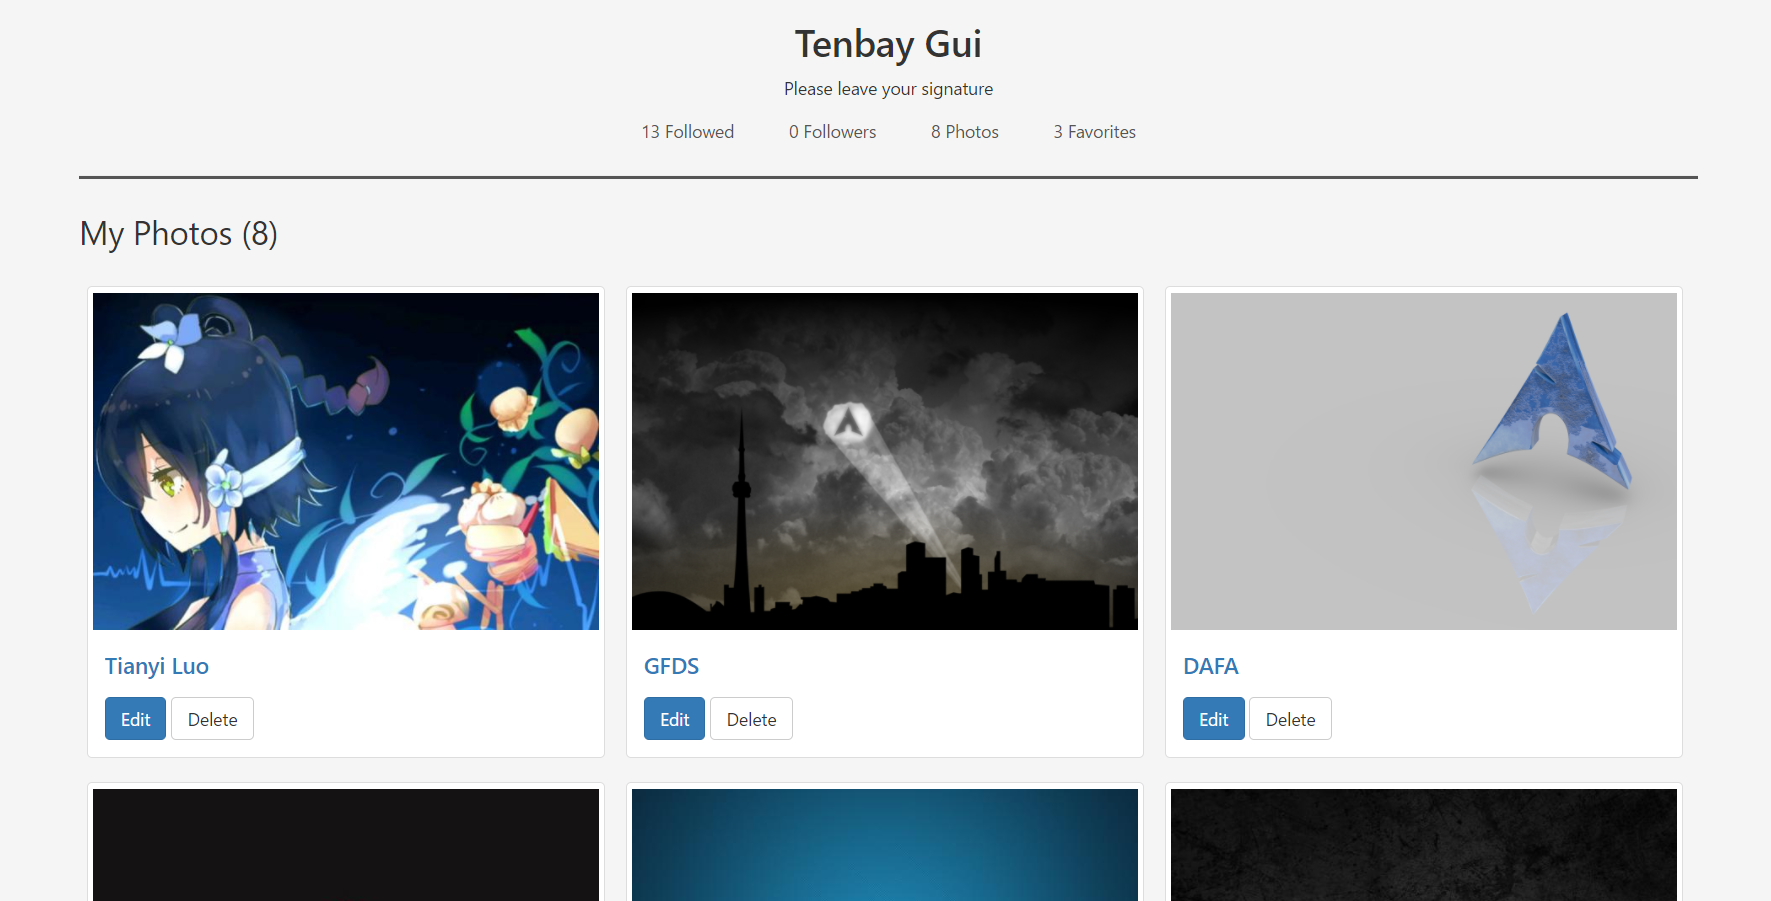 Tenbay Gui
Please leave your signature
13 Followed 0 Followers 8 Photos 3 Favorites
My Photos (8)
Tianyi Luo
Edit Delete
GFDS
Edit Delete
DAFA
Edit Delete